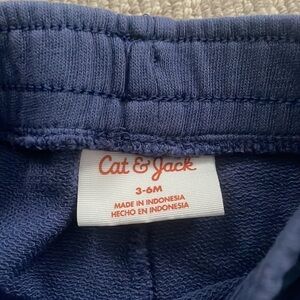 Cat & Jack
3-6M
MADE IN INDONESIA
HECHO EN INDONESIA